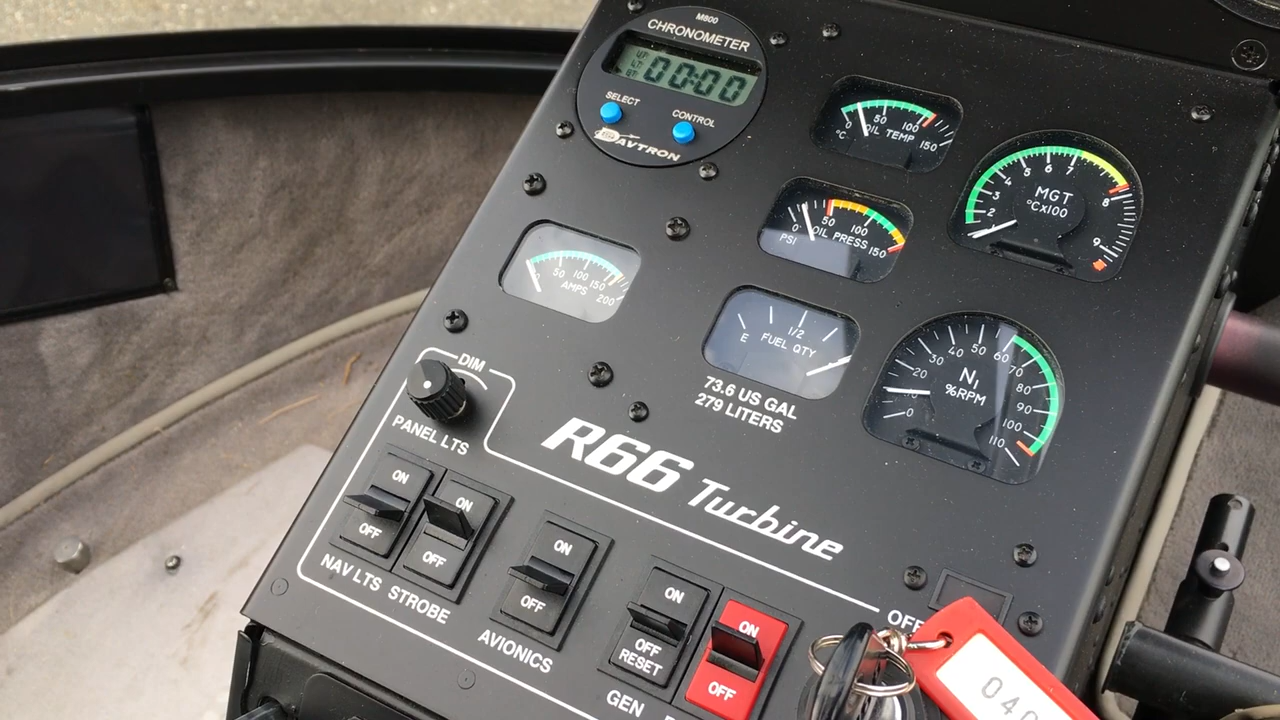 M800
CHRONOMETER
00:00
SELECT
CONTROL
DAVTRON
0 50 100 150
°C OIL TEMP
0 50 100 150
PSI OIL PRESS
2 3 4 5 6 7 8 9
MGT
°Cx100
0 50 100 150 200
AMPS
E 1/2
FUEL QTY
73.6 US GAL
279 LITERS
0 20 30 40 50 60 70 80 90 100 110
N1
%RPM
DIM
PANEL LTS
R66 Turbine
ON
OFF
NAV LTS
ON
OFF
STROBE
ON
OFF
AVIONICS
ON
OFF
RESET
GEN
ON
OFF
OFF